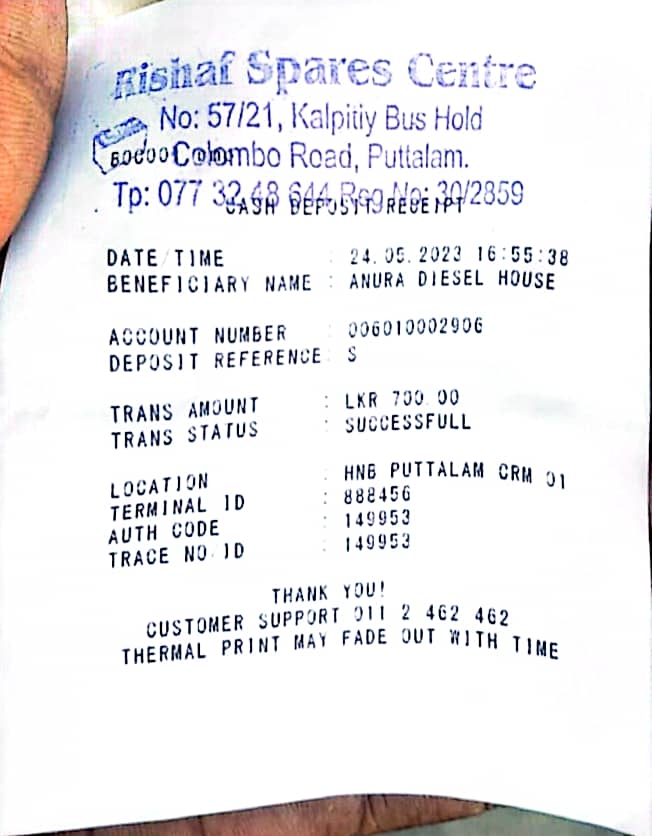 Rishaf Spares Centre
No: 57/21, Kalpitiy Bus Hold
Colombo Road, Puttalam.
Tp: 077 32 48 644 Reg No: 30/2859
CASH DEPOSIT RECEIPT
DATE/TIME : 24.05.2023 16:55:38
BENEFICIARY NAME : ANURA DIESEL HOUSE
ACCOUNT NUMBER : 006010002906
DEPOSIT REFERENCE : S
TRANS AMOUNT : LKR 700.00
TRANS STATUS : SUCCESSFULL
LOCATION : HNB PUTTALAM CRM 01
TERMINAL ID : 888456
AUTH CODE : 149953
TRACE NO ID : 149953
THANK YOU!
CUSTOMER SUPPORT 011 2 462 462
THERMAL PRINT MAY FADE OUT WITH TIME